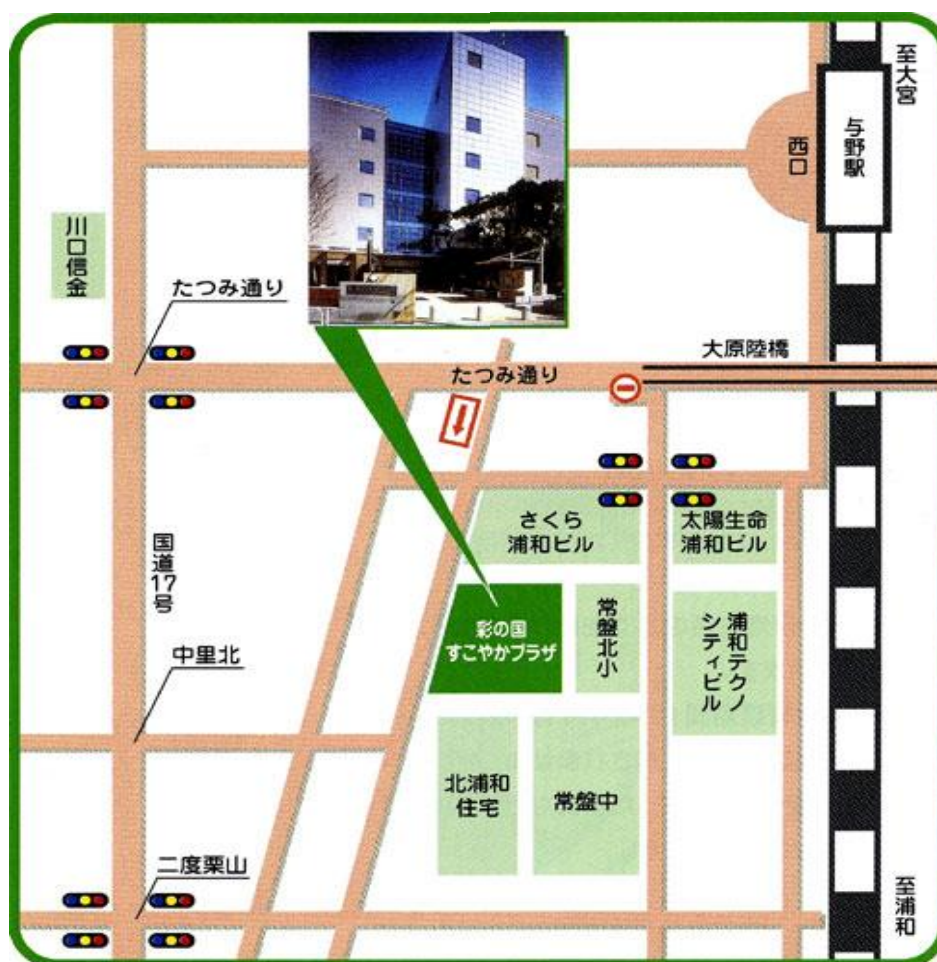 至大宮
与野駅
西口
川口信金
たつみ通り
大原陸橋
たつみ通り
さくら
浦和ビル
太陽生命
浦和ビル
国道17号
彩の国
すこやかプラザ
常盤北小
浦和テクノ
シティビル
中里北
北浦和
住宅
常盤中
二度栗山
至浦和